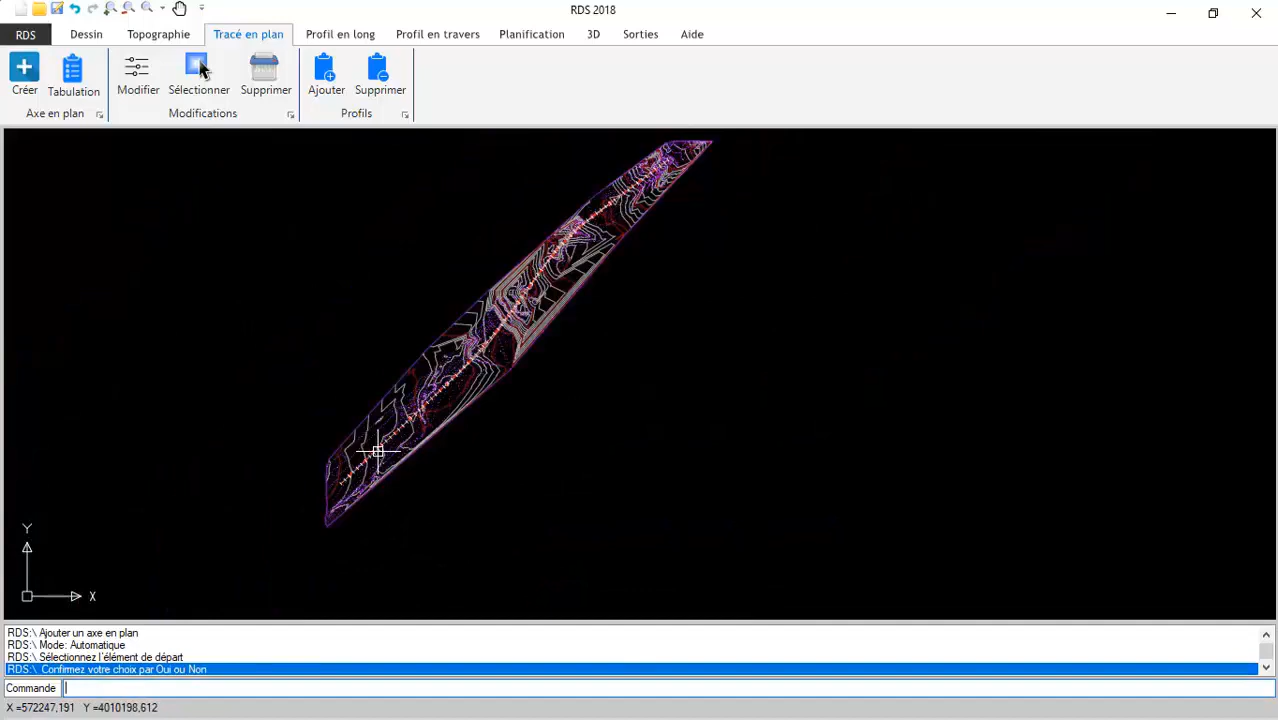 RDS 2018
RDS Dessin Topographie Tracé en plan Profil en long Profil en travers Planification 3D Sorties Aide
Créer Tabulation Modifier Sélectionner Supprimer Ajouter Supprimer
Axe en plan Modifications Profils
Y
X
RDS:\ Ajouter un axe en plan
RDS:\ Mode: Automatique
RDS:\ Sélectionnez l'élément de départ
RDS:\ Confirmez votre choix par Oui ou Non
Commande
X =572247,191 Y =4010198,612